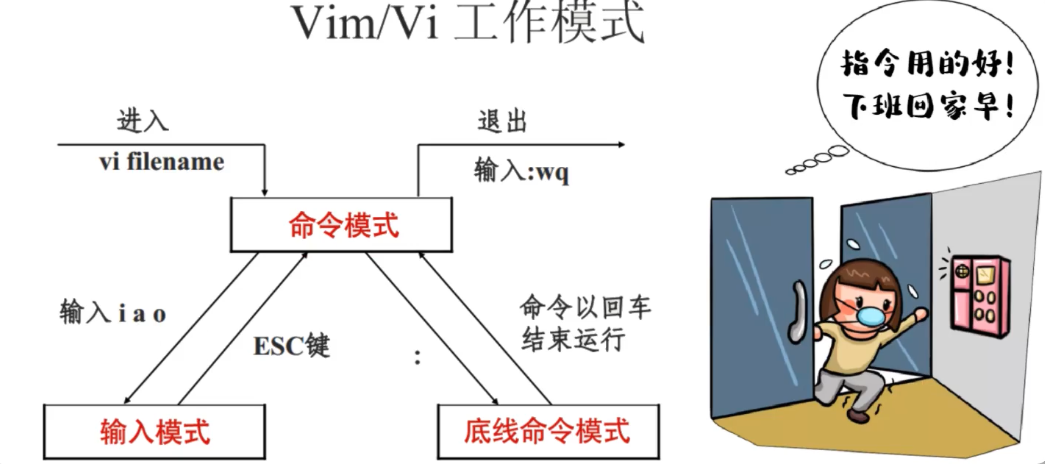 Vim/Vi 工作模式
指令用的好!
下班回家早!
进入
vi filename
退出
输入:wq
命令模式
输入 i a o
ESC键
:
命令以回车
结束运行
输入模式
底线命令模式